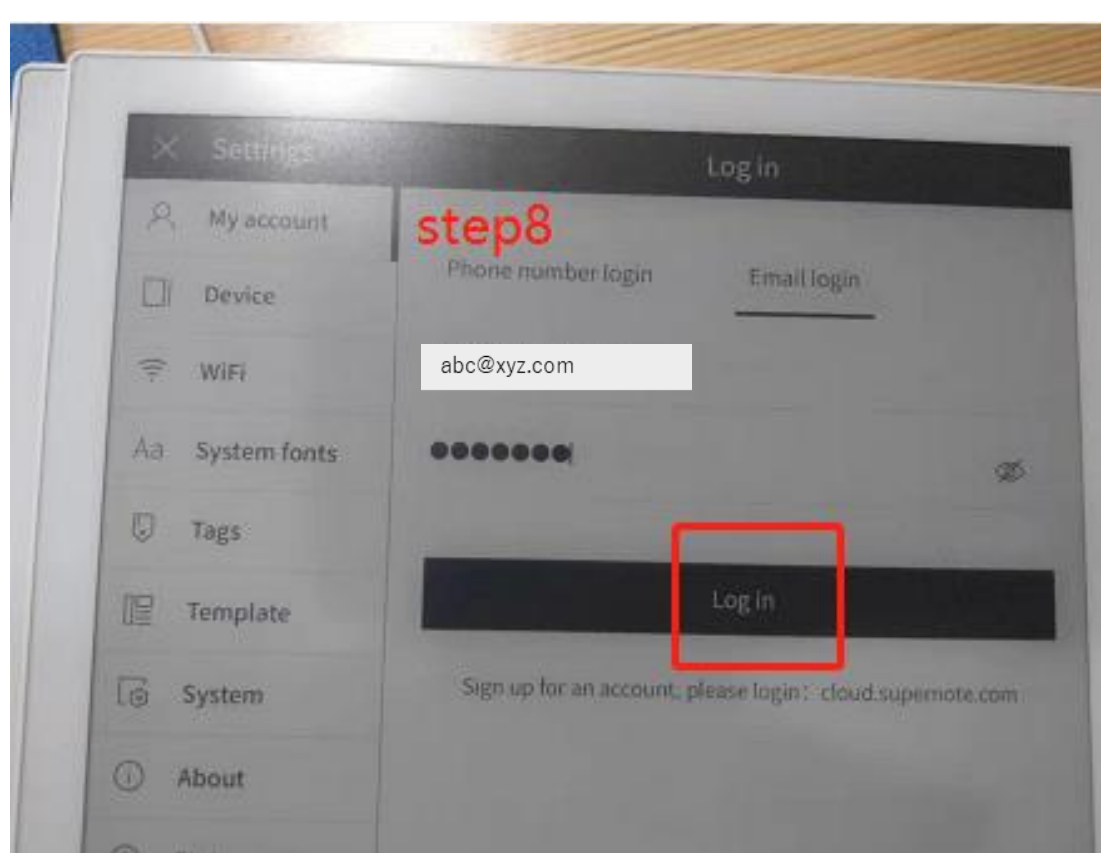 Settings
Log in
My account
step8
Phone number login
Email login
Device
abc@xyz.com
WiFi
Aa System fonts
Tags
Log in
Template
Sign up for an account, please login: cloud.supernote.com
System
About